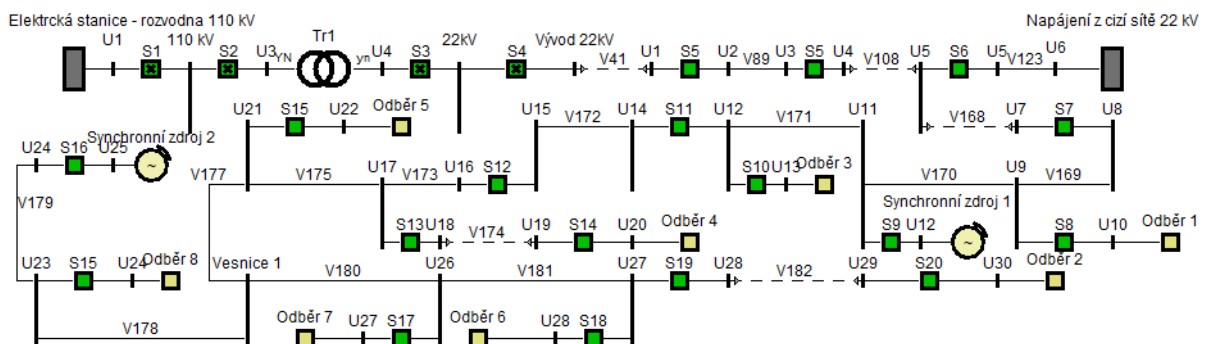 Elektrcká stanice - rozvodna 110 kV
Napájení z cizí sítě 22 kV
U1 S1 110 kV S2 U3 YN Tr1 yn U4 S3 22kV S4 Vývod 22kV V41 U1 S5 U2 V89 U3 S5 U4 V108 U5 S6 U5 V123 U6
U21 S15 U22 Odběr 5 U15 V172 U14 S11 U12 V171 U11 V168 U7 S7 U8
Synchronní zdroj 2
U24 S16 U25 V177 V175 U17 V173 U16 S12 S10 U13 Odběr 3 V170 U9 V169
V179
Synchronní zdroj 1
S13 U18 V174 U19 S14 U20 Odběr 4 S9 U12 S8 U10 Odběr 1
~
~
U23 S15 U24 Odběr 8 Vesnice 1 V180 U26 V181 U27 S19 U28 V182 U29 S20 U30 Odběr 2
V178 Odběr 7 U27 S17 Odběr 6 U28 S18